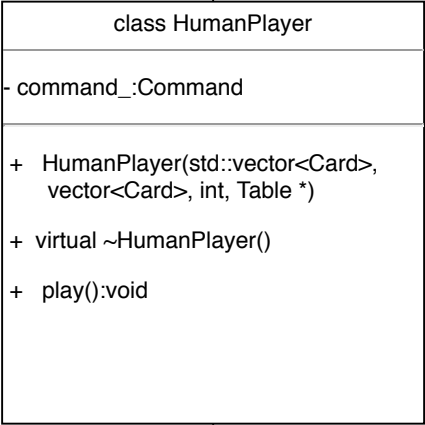 class HumanPlayer
- command_:Command
+ HumanPlayer(std::vector<Card>,
vector<Card>, int, Table *)
+ virtual ~HumanPlayer()
+ play():void